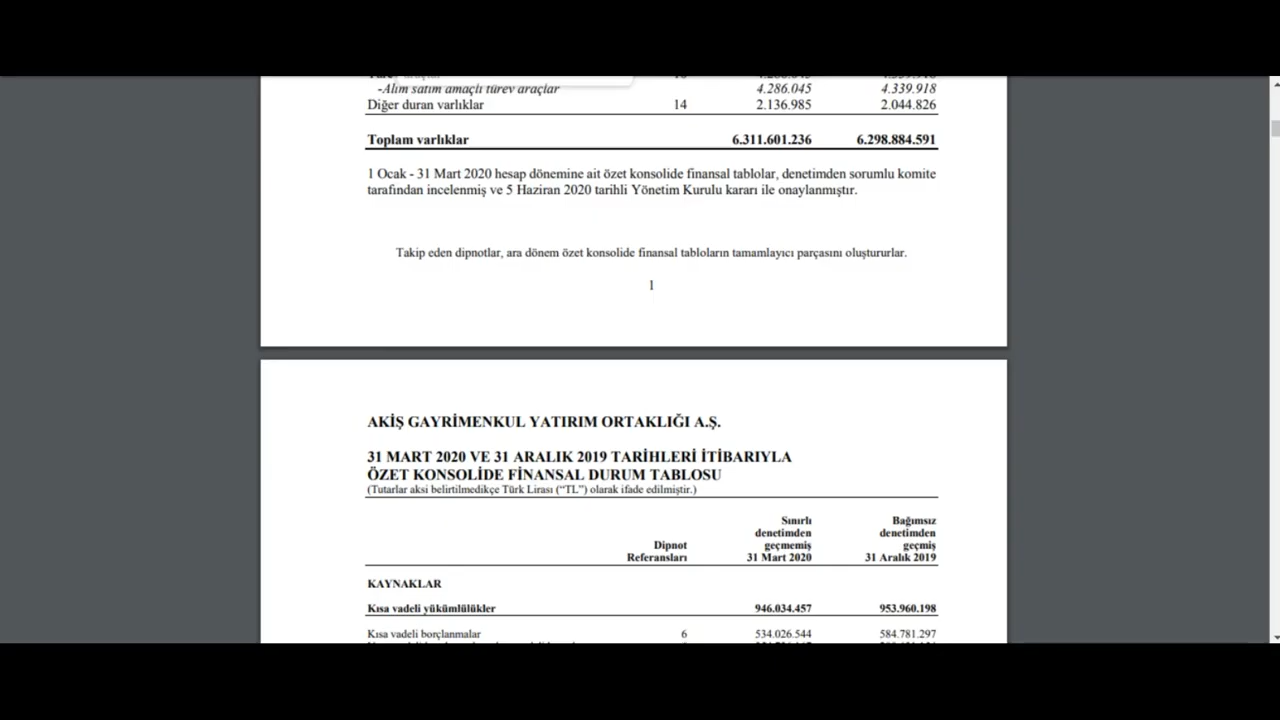 -Alım satım amaçlı türev araçlar 4.286.045 4.339.918
Diğer duran varlıklar 14 2.136.985 2.044.826
Toplam varlıklar 6.311.601.236 6.298.884.591
1 Ocak - 31 Mart 2020 hesap dönemine ait özet konsolide finansal tablolar, denetimden sorumlu komite
tarafından incelenmiş ve 5 Haziran 2020 tarihli Yönetim Kurulu kararı ile onaylanmıştır.
Takip eden dipnotlar, ara dönem özet konsolide finansal tabloların tamamlayıcı parçasını oluştururlar.
1
AKİŞ GAYRİMENKUL YATIRIM ORTAKLIĞI A.Ş.
31 MART 2020 VE 31 ARALIK 2019 TARİHLERİ İTİBARIYLA
ÖZET KONSOLİDE FİNANSAL DURUM TABLOSU
(Tutarlar aksi belirtilmedikçe Türk Lirası ("TL") olarak ifade edilmiştir.)
Sınırlı Bağımsız
denetimden denetimden
Dipnot geçmemiş geçmiş
Referansları 31 Mart 2020 31 Aralık 2019
KAYNAKLAR
Kısa vadeli yükümlülükler 946.034.457 953.960.198
Kısa vadeli borçlanmalar 6 534.026.544 584.781.297